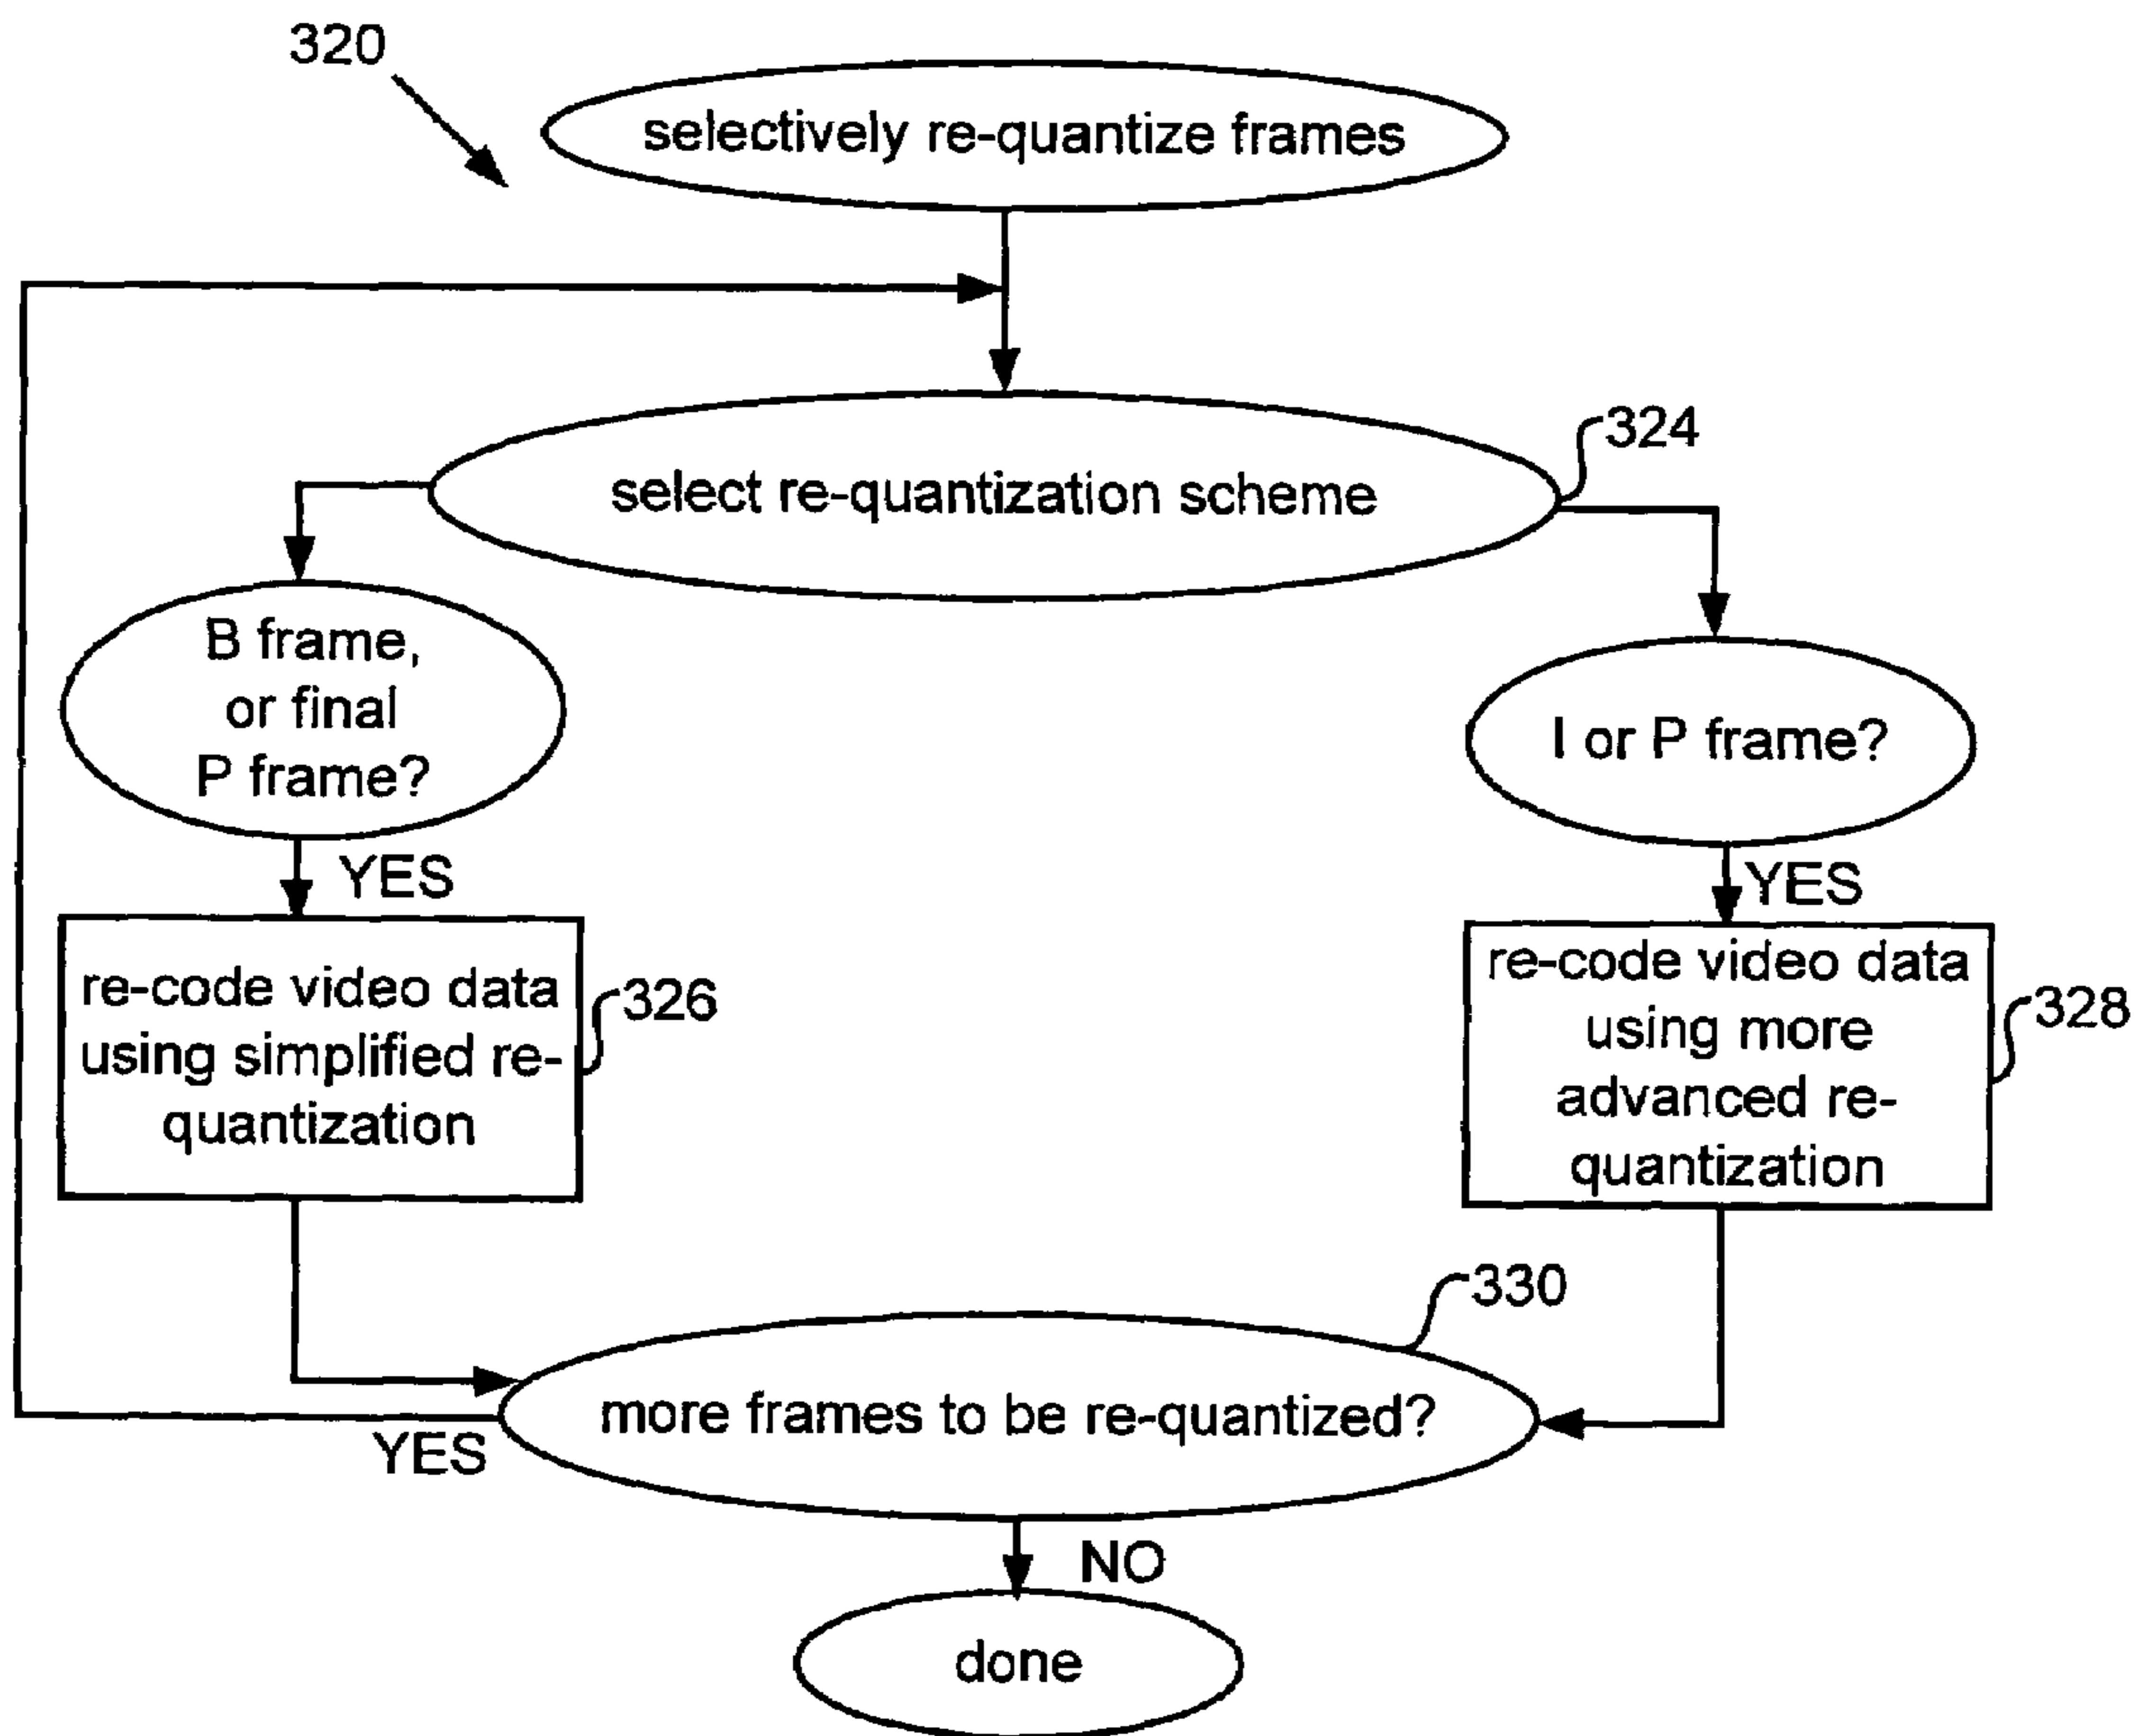 320
selectively re-quantize frames
324
select re-quantization scheme
B frame,
or final
P frame?
I or P frame?
YES
YES
re-code video data
using simplified re-
quantization
326
re-code video data
using more
advanced re-
quantization
328
330
more frames to be re-quantized?
YES
NO
done